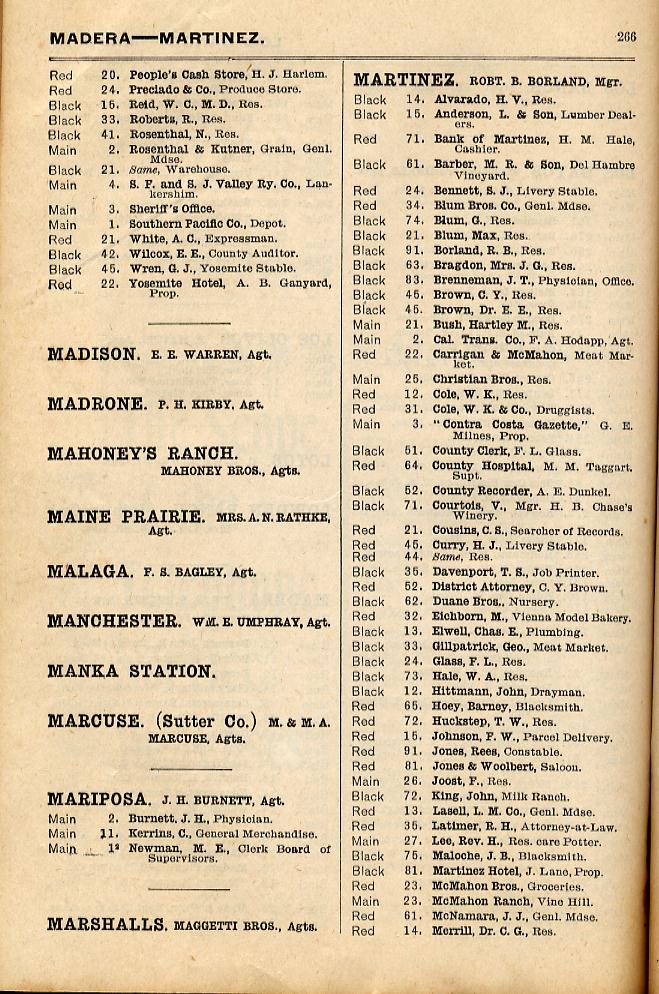 MADERA—MARTINEZ. 266
Red 20. People's Cash Store, H. J. Harlem.
Red 24. Preciado & Co., Produce Store.
Black 15. Reid, W. C., M. D., Res.
Black 33. Roberts, R., Res.
Black 41. Rosenthal, N., Res.
Main 2. Rosenthal & Kutner, Grain, Genl.
Mdse.
Black 21. Same, Warehouse.
Main 4. S. F. and S. J. Valley Ry. Co., Lan-
kershim.
Main 3. Sheriff's Office.
Main 1. Southern Pacific Co., Depot.
Red 21. White, A. C., Expressman.
Black 42. Wilcox, E. E., County Auditor.
Black 45. Wren, G. J., Yosemite Stable.
Red 22. Yosemite Hotel, A. B. Ganyard,
Prop.
MADISON. E. E. WARREN, Agt.
MADRONE. P. H. KIRBY, Agt.
MAHONEY'S RANCH.
MAHONEY BROS., Agts.
MAINE PRAIRIE. MRS. A. N. RATHKE,
Agt.
MALAGA. F. S. BAGLEY, Agt.
MANCHESTER. WM. E. UMPHRAY, Agt.
MANKA STATION.
MARCUSE. (Sutter Co.) M. & M. A.
MARCUSE, Agts.
MARIPOSA. J. H. BURNETT, Agt.
Main 2. Burnett, J. H., Physician.
Main 11. Kerrins, C., General Merchandise.
Main 1² Newman, M. E., Clerk Board of
Supervisors.
MARSHALLS. MAGGETTI BROS., Agts.
MARTINEZ. ROBT. B. BORLAND, Mgr.
Black 14. Alvarado, H. V., Res.
Black 15. Anderson, L. & Son, Lumber Deal-
ers.
Red 71. Bank of Martinez, H. M. Hale,
Cashier.
Black 61. Barber, M. R. & Son, Del Hambre
Vineyard.
Red 24. Bennett, S. J., Livery Stable.
Red 34. Blum Bros. Co., Genl. Mdse.
Black 74. Blum, G., Res.
Black 21. Blum, Max, Res.
Black 91. Borland, R. B., Res.
Black 63. Bragdon, Mrs. J. G., Res.
Black 83. Brenneman, J. T., Physician, Office.
Black 45. Brown, C. Y., Res.
Black 45. Brown, Dr. E. E., Res.
Main 21. Bush, Hartley M., Res.
Main 2. Cal. Trans. Co., F. A. Hodapp, Agt.
Red 22. Carrigan & McMahon, Meat Mar-
ket.
Main 25. Christian Bros., Res.
Red 12. Cole, W. K., Res.
Red 31. Cole, W. K. & Co., Druggists.
Main 3. "Contra Costa Gazette," G. E.
Milnes, Prop.
Black 51. County Clerk, F. L. Glass.
Red 64. County Hospital, M. M. Taggart,
Supt.
Black 52. County Recorder, A. E. Dunkel.
Black 71. Courtois, V., Mgr. H. B. Chase's
Winery.
Red 21. Cousins, C. S., Searcher of Records.
Red 45. Curry, H. J., Livery Stable.
Red 44. Same, Res.
Black 35. Davenport, T. S., Job Printer.
Red 52. District Attorney, C. Y. Brown.
Black 62. Duane Bros., Nursery.
Red 32. Eichborn, M., Vienna Model Bakery.
Black 13. Elwell, Chas. E., Plumbing.
Black 33. Gillpatrick, Geo., Meat Market.
Black 24. Glass, F. L., Res.
Black 73. Hale, W. A., Res.
Black 12. Hittmann, John, Drayman.
Red 65. Hoey, Barney, Blacksmith.
Red 72. Huckstep, T. W., Res.
Red 15. Johnson, F. W., Parcel Delivery.
Red 91. Jones, Rees, Constable.
Red 81. Jones & Woolbert, Saloon.
Main 26. Joost, F., Res.
Black 72. King, John, Milk Ranch.
Red 13. Lasell, L. M. Co., Genl. Mdse.
Red 35. Latimer, R. H., Attorney-at-Law.
Main 27. Lee, Rev. H., Res. care Potter.
Black 75. Maloche, J. B., Blacksmith.
Black 81. Martinez Hotel, J. Lane, Prop.
Red 23. McMahon Bros., Groceries.
Main 23. McMahon Ranch, Vine Hill.
Red 61. McNamara, J. J., Genl. Mdse.
Red 14. Merrill, Dr. C. G., Res.